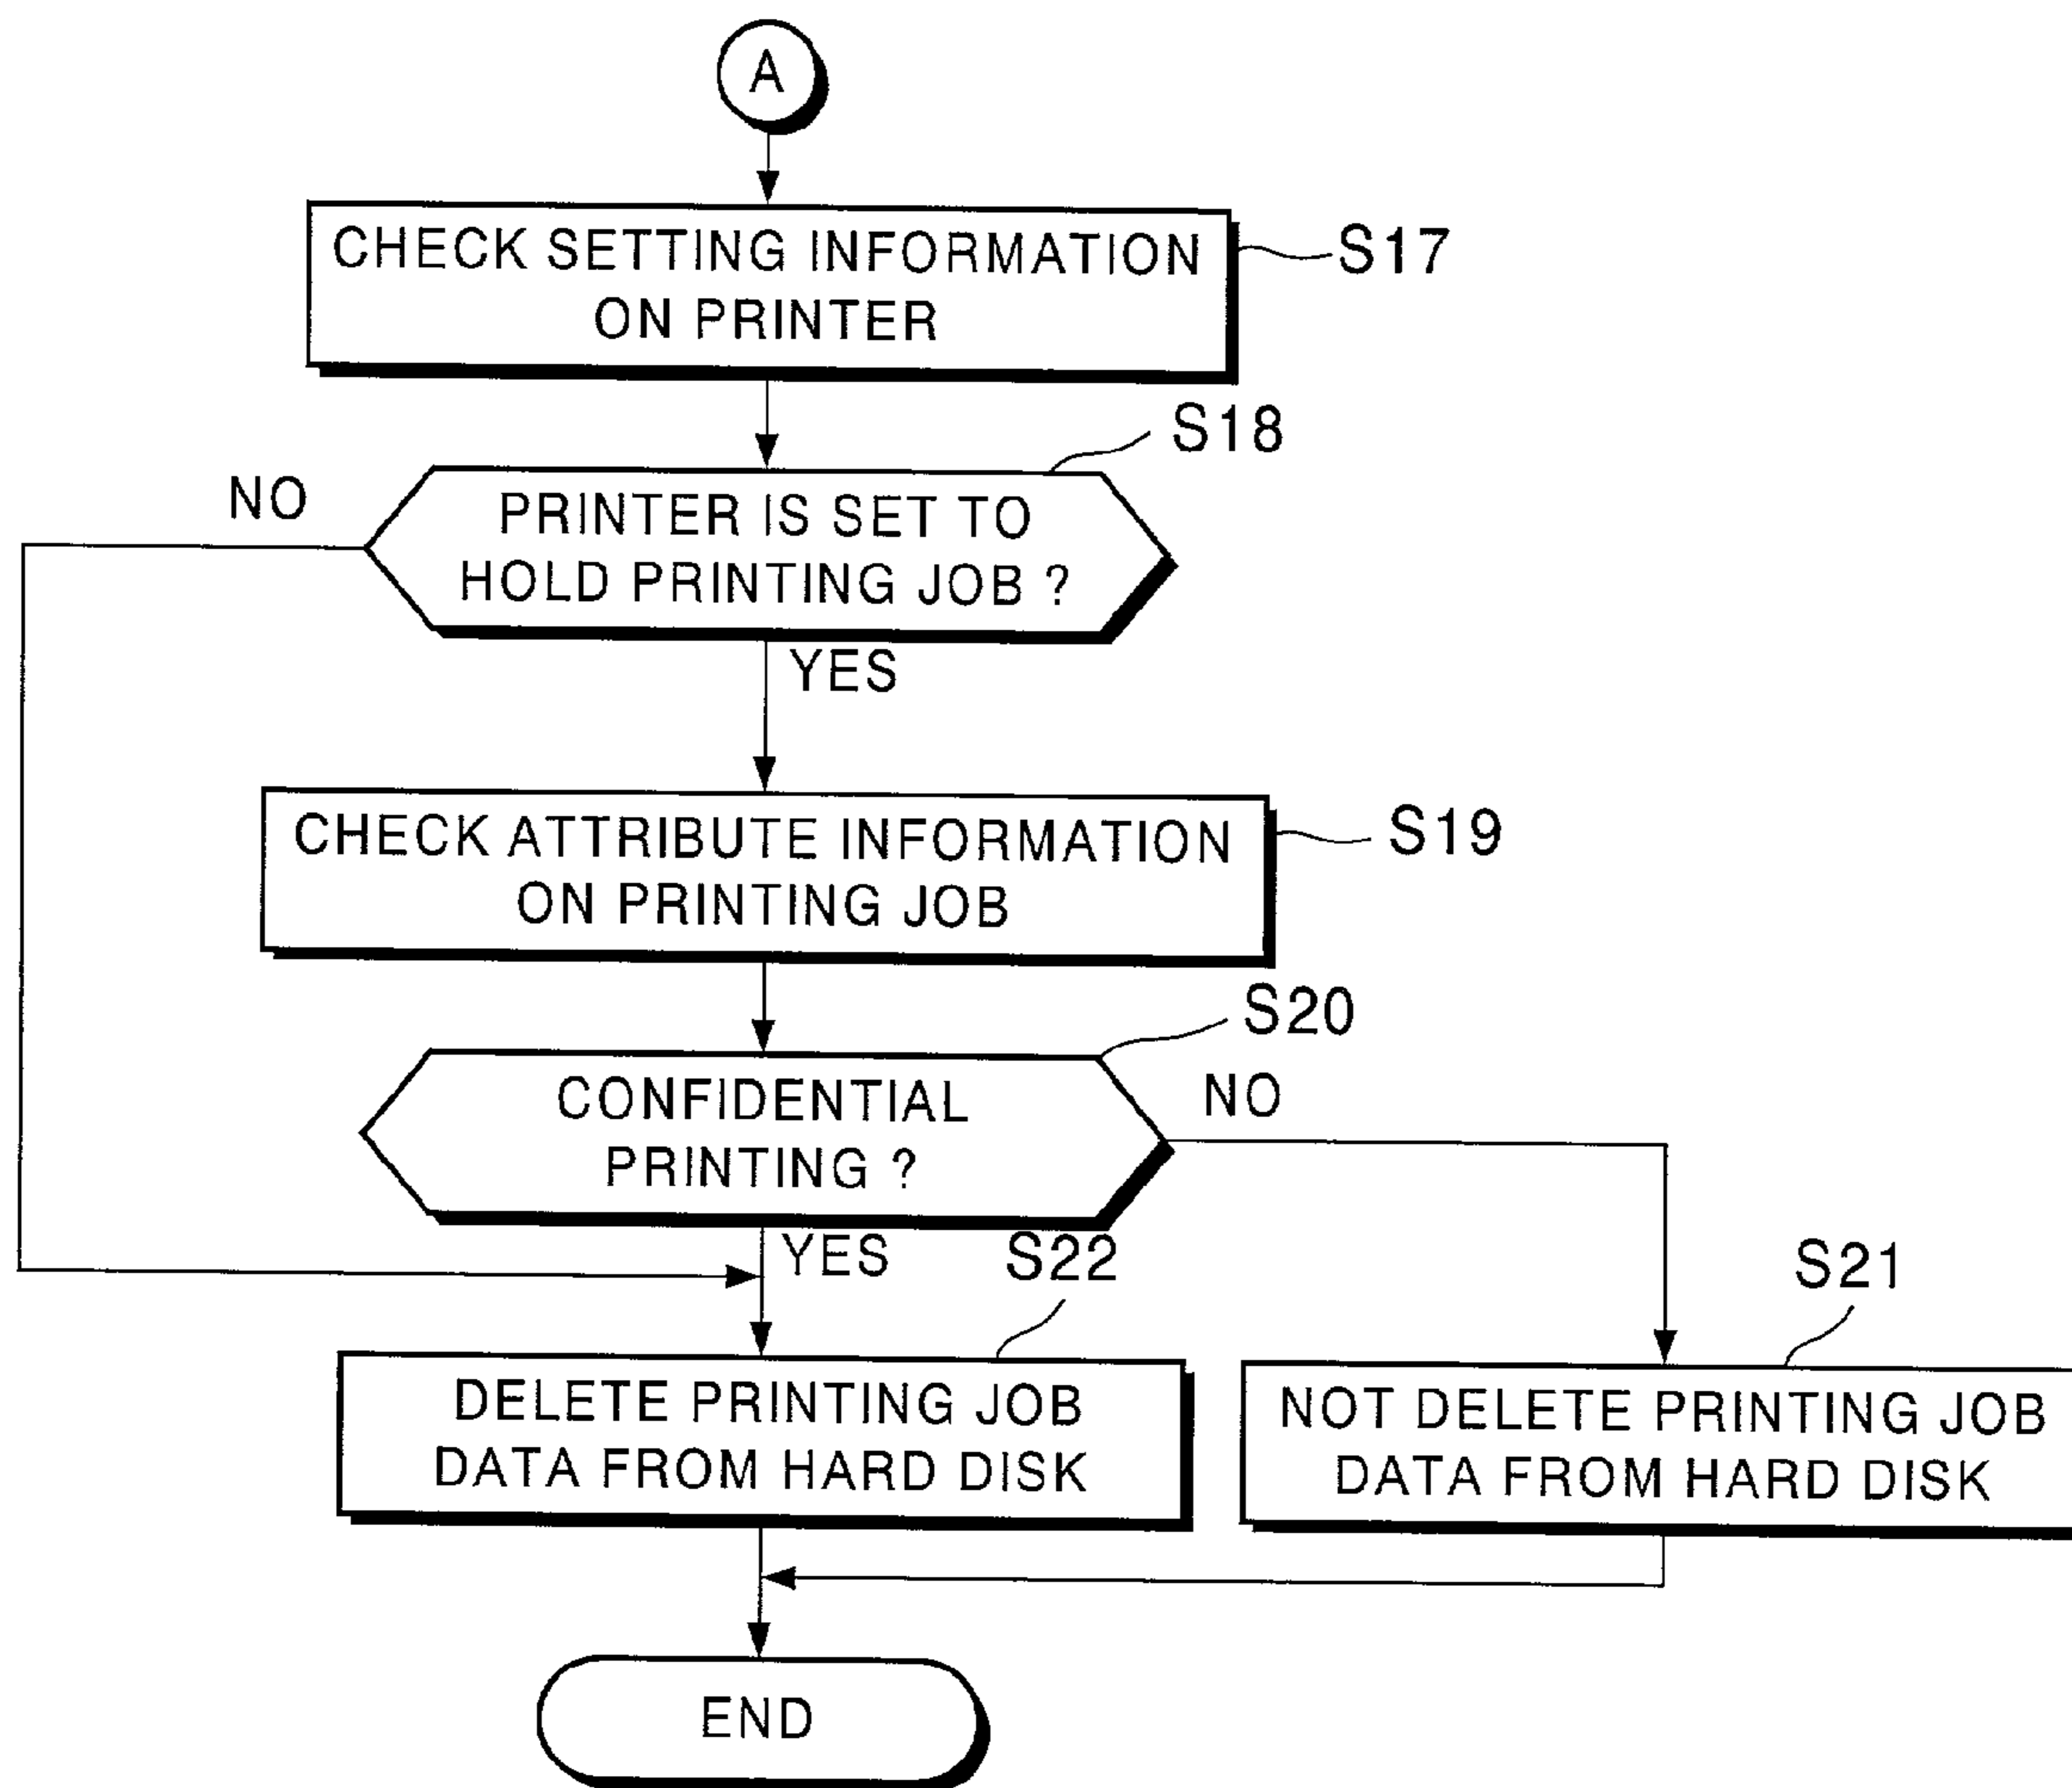 A
CHECK SETTING INFORMATION
ON PRINTER
S17
S18
NO
PRINTER IS SET TO
HOLD PRINTING JOB ?
YES
CHECK ATTRIBUTE INFORMATION
ON PRINTING JOB
S19
S20
CONFIDENTIAL
PRINTING ?
NO
YES
S22
S21
DELETE PRINTING JOB
DATA FROM HARD DISK
NOT DELETE PRINTING JOB
DATA FROM HARD DISK
END